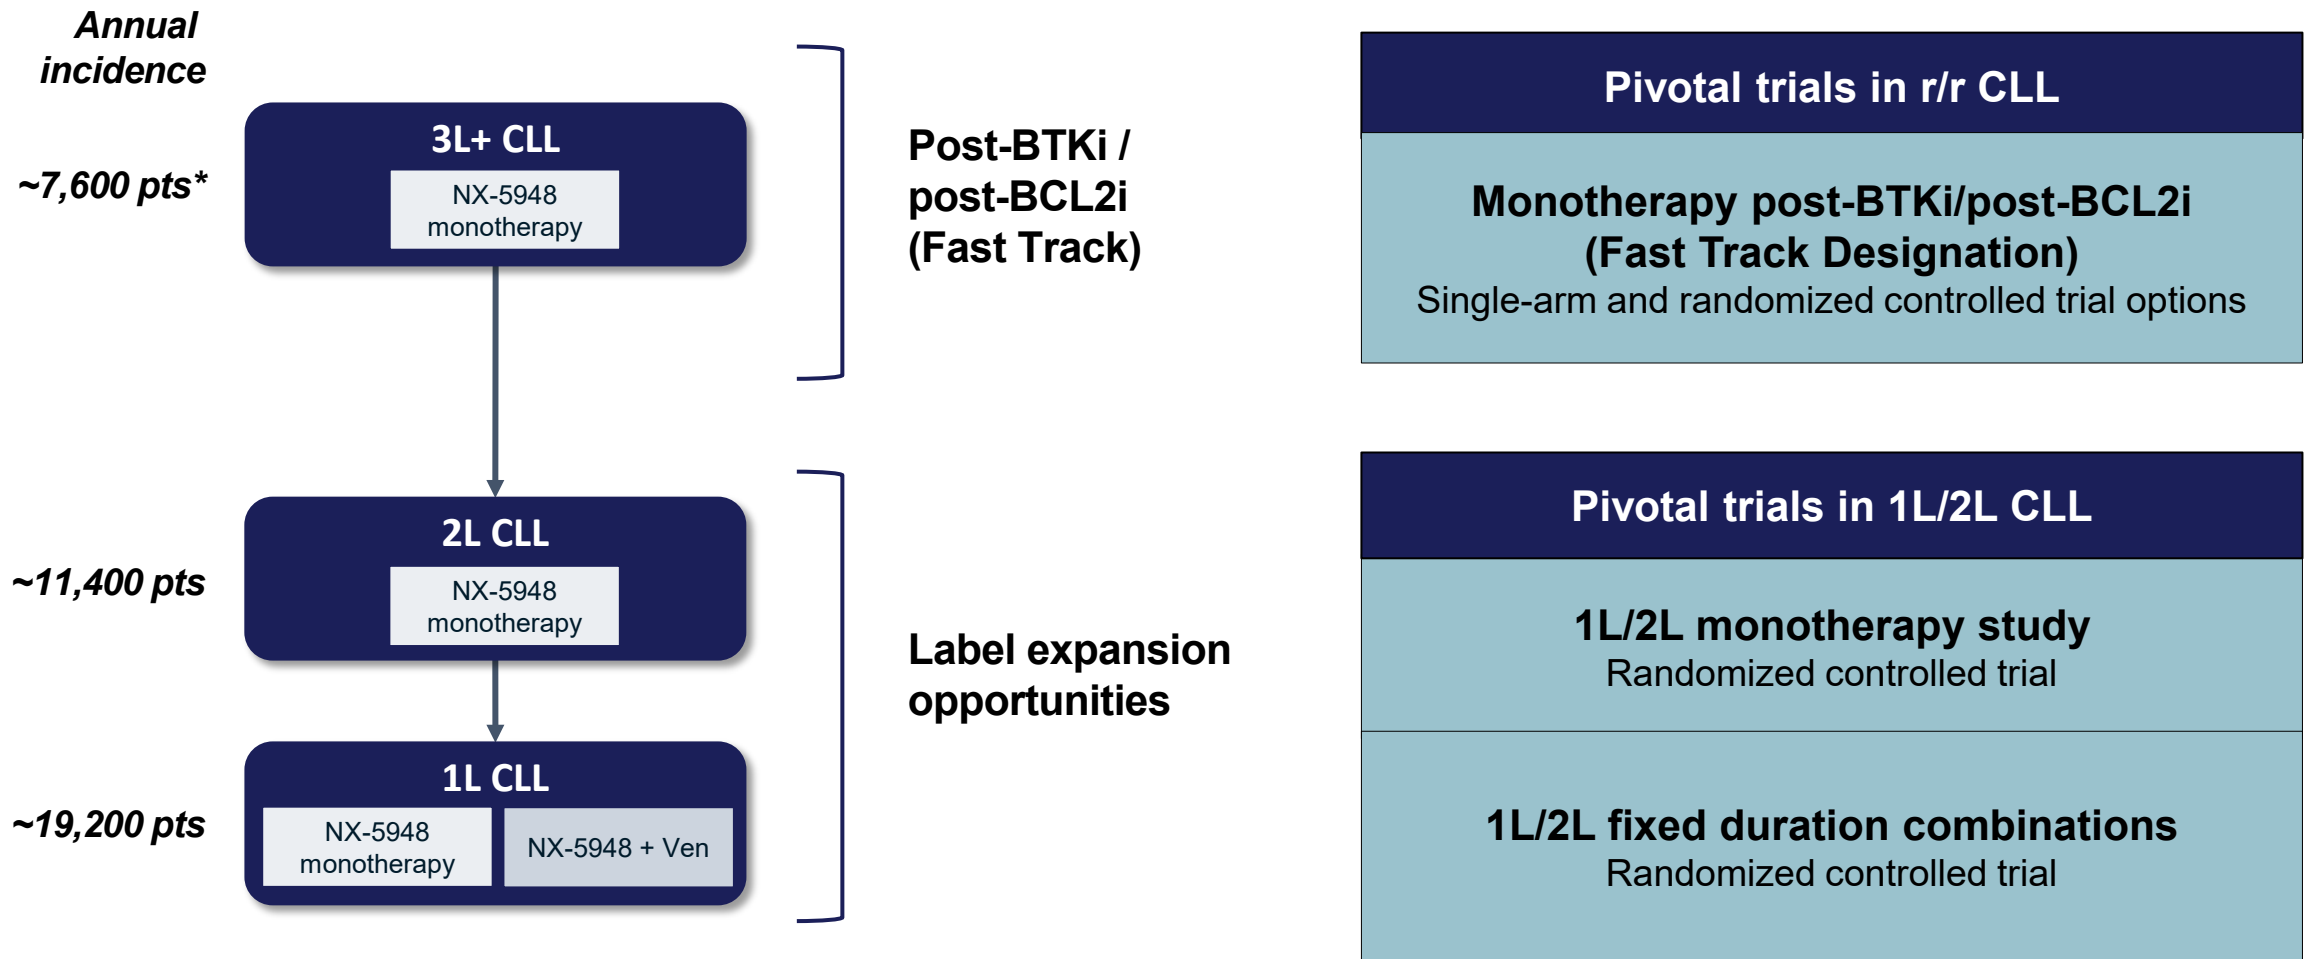 Annual
incidence
3L+ CLL
NX-5948
monotherapy
~7,600 pts*
Post-BTKi /
post-BCL2i
(Fast Track)
Pivotal trials in r/r CLL
Monotherapy post-BTKi/post-BCL2i
(Fast Track Designation)
Single-arm and randomized controlled trial options
2L CLL
NX-5948
monotherapy
~11,400 pts
1L CLL
NX-5948
monotherapy
NX-5948 + Ven
~19,200 pts
Label expansion
opportunities
Pivotal trials in 1L/2L CLL
1L/2L monotherapy study
Randomized controlled trial
1L/2L fixed duration combinations
Randomized controlled trial